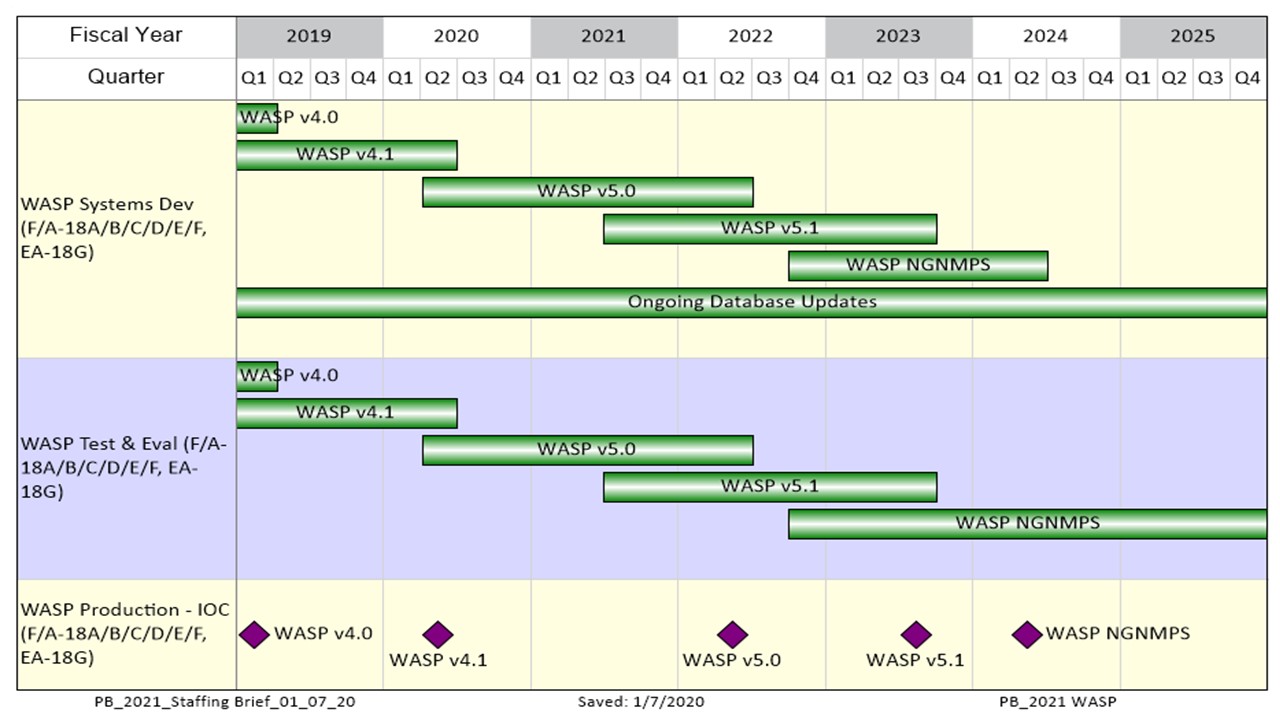 Fiscal Year 2019 2020 2021 2022 2023 2024 2025
Quarter Q1 Q2 Q3 Q4 Q1 Q2 Q3 Q4 Q1 Q2 Q3 Q4 Q1 Q2 Q3 Q4 Q1 Q2 Q3 Q4 Q1 Q2 Q3 Q4 Q1 Q2 Q3 Q4
WASP Systems Dev
(F/A-18A/B/C/D/E/F,
EA-18G)
WASP v4.0
WASP v4.1
WASP v5.0
WASP v5.1
WASP NGNMPS
Ongoing Database Updates
WASP Test & Eval (F/A-
18A/B/C/D/E/F, EA-
18G)
WASP v4.0
WASP v4.1
WASP v5.0
WASP v5.1
WASP NGNMPS
WASP Production - IOC
(F/A-18A/B/C/D/E/F,
EA-18G)
WASP v4.0
WASP v4.1
WASP v5.0
WASP v5.1
WASP NGNMPS
PB_2021_Staffing Brief_01_07_20 Saved: 1/7/2020 PB_2021 WASP